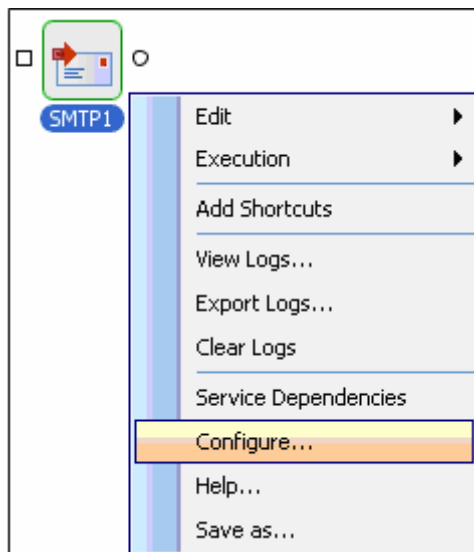 SMTP1
Edit
Execution
Add Shortcuts
View Logs...
Export Logs...
Clear Logs
Service Dependencies
Configure...
Help...
Save as...